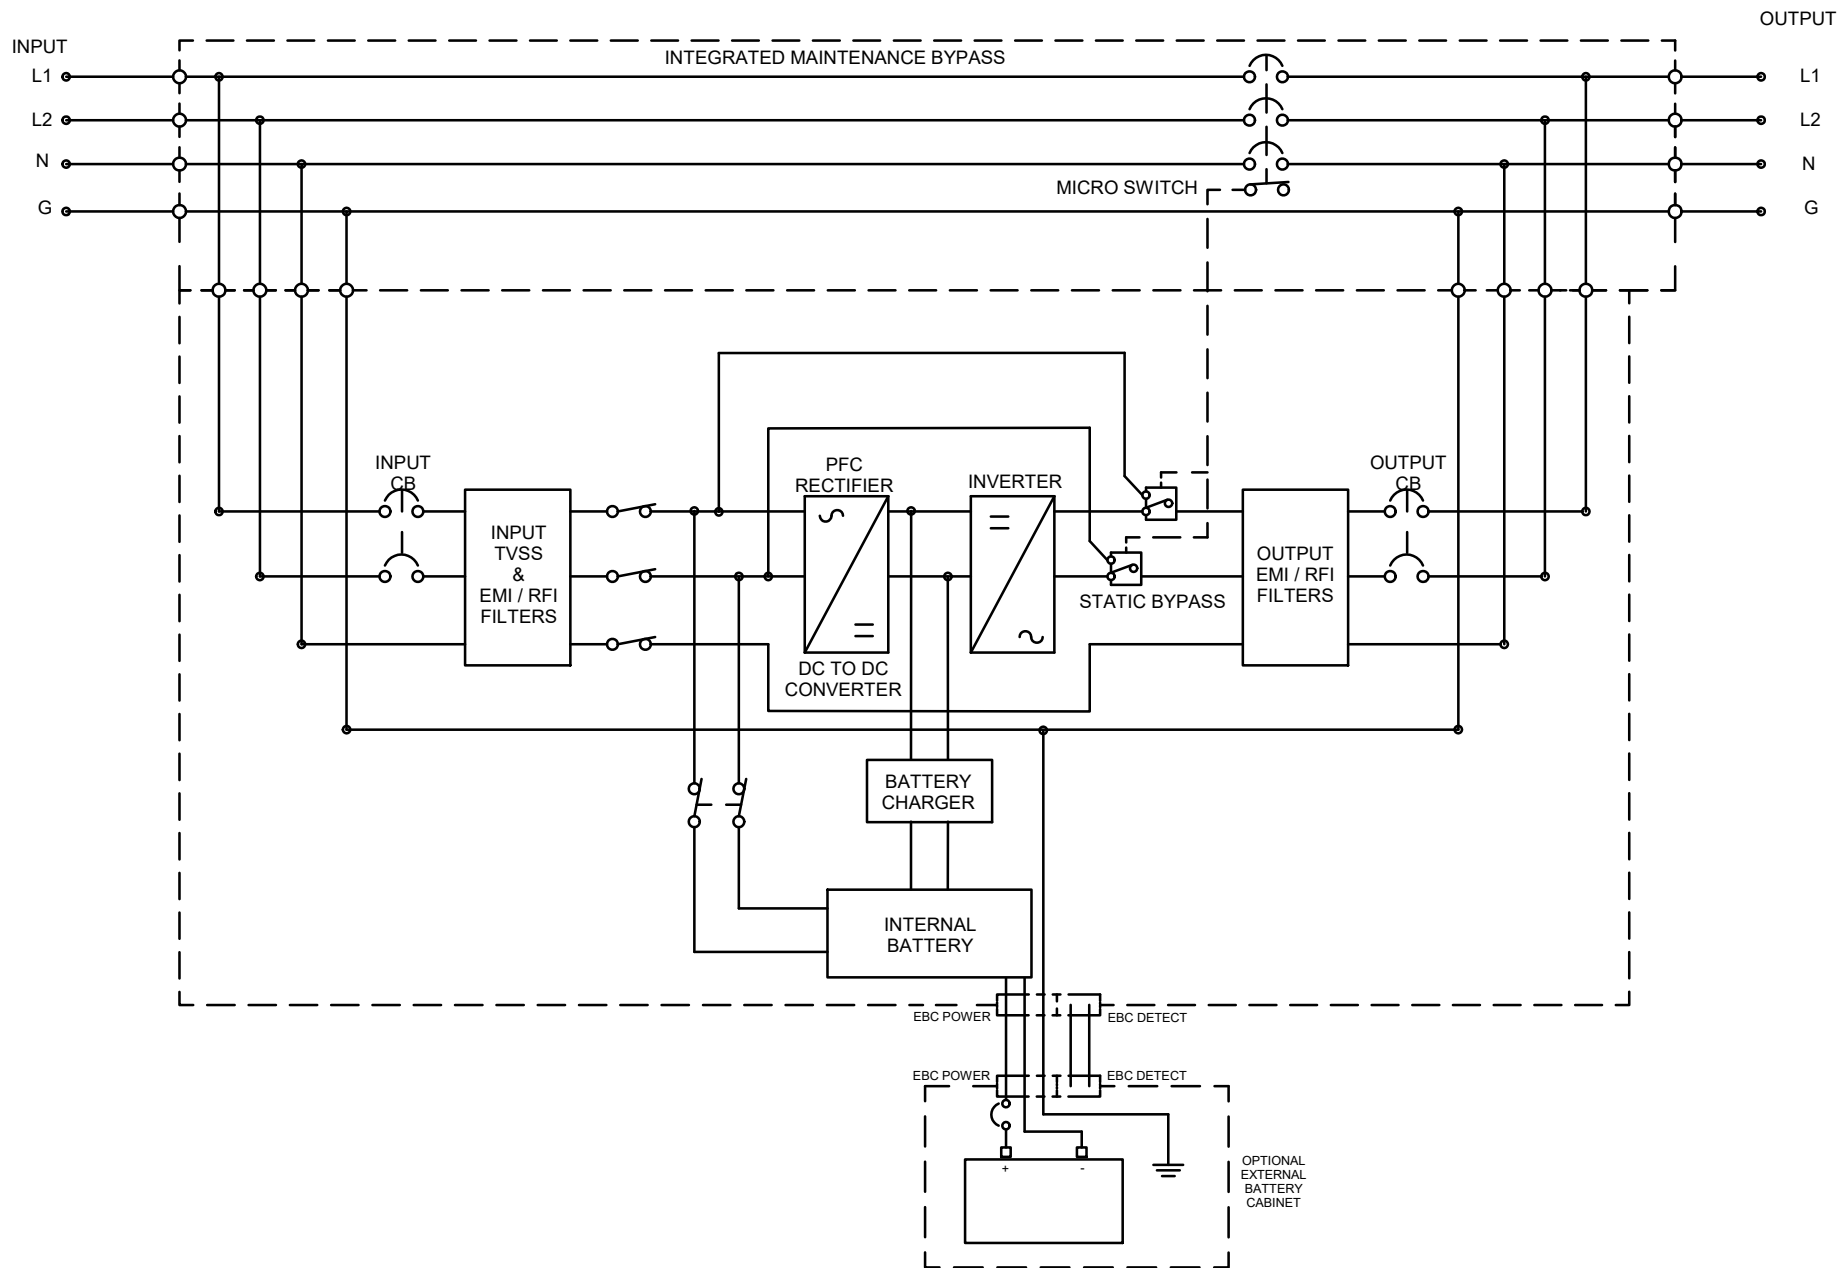 OUTPUT
INPUT
INTEGRATED MAINTENANCE BYPASS
L1
L1
L2
L2
N
N
MICRO SWITCH
G
G
INPUT
CB
PFC
RECTIFIER
INVERTER
OUTPUT
CB
INPUT
TVSS
&
EMI / RFI
FILTERS
OUTPUT
EMI / RFI
FILTERS
STATIC BYPASS
DC TO DC
CONVERTER
BATTERY
CHARGER
INTERNAL
BATTERY
EBC POWER
EBC DETECT
EBC POWER
EBC DETECT
+
-
OPTIONAL
EXTERNAL
BATTERY
CABINET